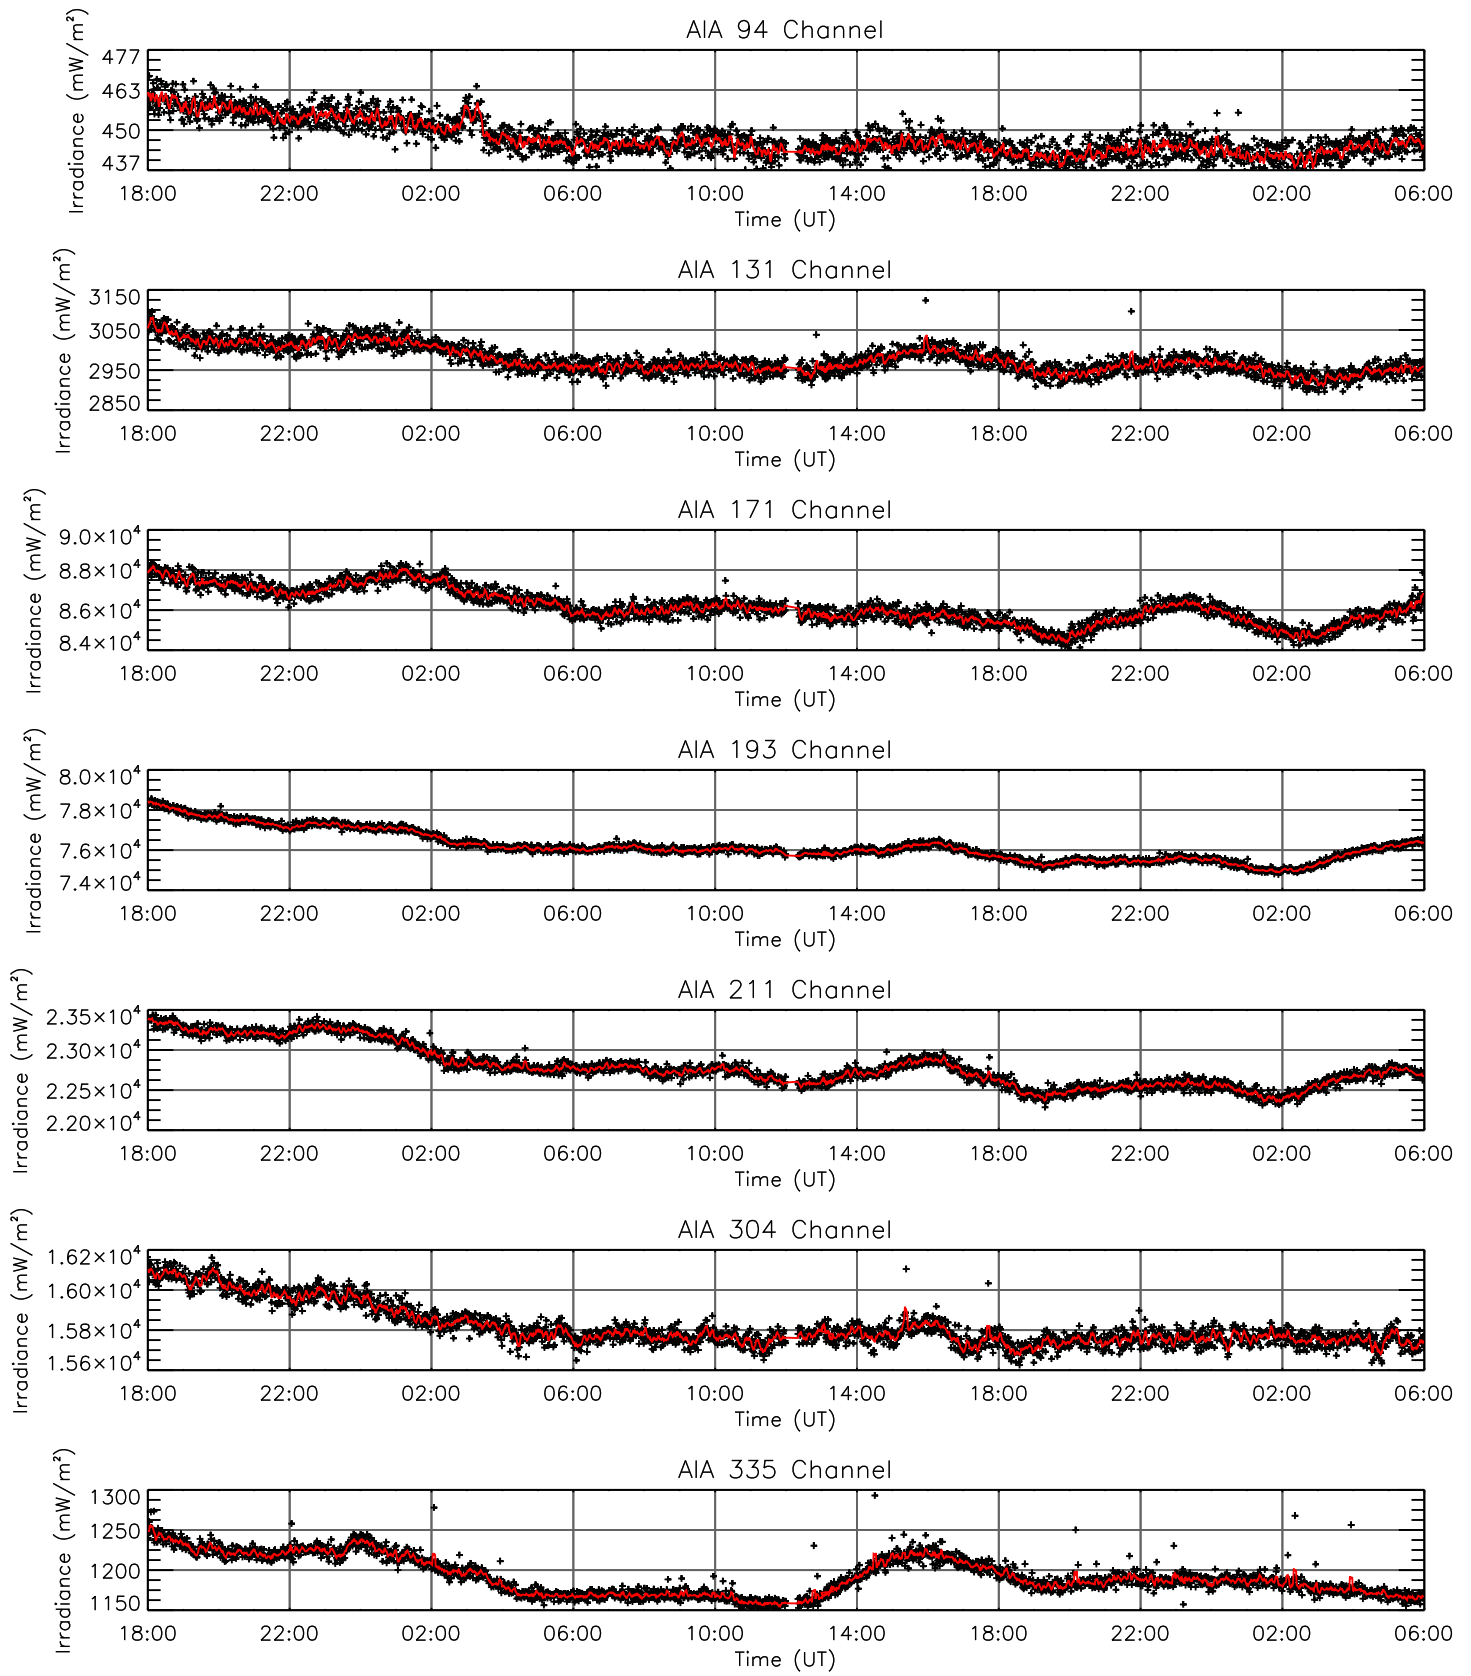 AIA 94 Channel
Irradiance (mW/m²)
477
463
450
437
18:00 22:00 02:00 06:00 10:00 14:00 18:00 22:00 02:00 06:00
Time (UT)
AIA 131 Channel
Irradiance (mW/m²)
3150
3050
2950
2850
18:00 22:00 02:00 06:00 10:00 14:00 18:00 22:00 02:00 06:00
Time (UT)
AIA 171 Channel
Irradiance (mW/m²)
9.0×10⁴
8.8×10⁴
8.6×10⁴
8.4×10⁴
18:00 22:00 02:00 06:00 10:00 14:00 18:00 22:00 02:00 06:00
Time (UT)
AIA 193 Channel
Irradiance (mW/m²)
8.0×10⁴
7.8×10⁴
7.6×10⁴
7.4×10⁴
18:00 22:00 02:00 06:00 10:00 14:00 18:00 22:00 02:00 06:00
Time (UT)
AIA 211 Channel
Irradiance (mW/m²)
2.35×10⁴
2.30×10⁴
2.25×10⁴
2.20×10⁴
18:00 22:00 02:00 06:00 10:00 14:00 18:00 22:00 02:00 06:00
Time (UT)
AIA 304 Channel
Irradiance (mW/m²)
1.62×10⁴
1.60×10⁴
1.58×10⁴
1.56×10⁴
18:00 22:00 02:00 06:00 10:00 14:00 18:00 22:00 02:00 06:00
Time (UT)
AIA 335 Channel
Irradiance (mW/m²)
1300
1250
1200
1150
18:00 22:00 02:00 06:00 10:00 14:00 18:00 22:00 02:00 06:00
Time (UT)